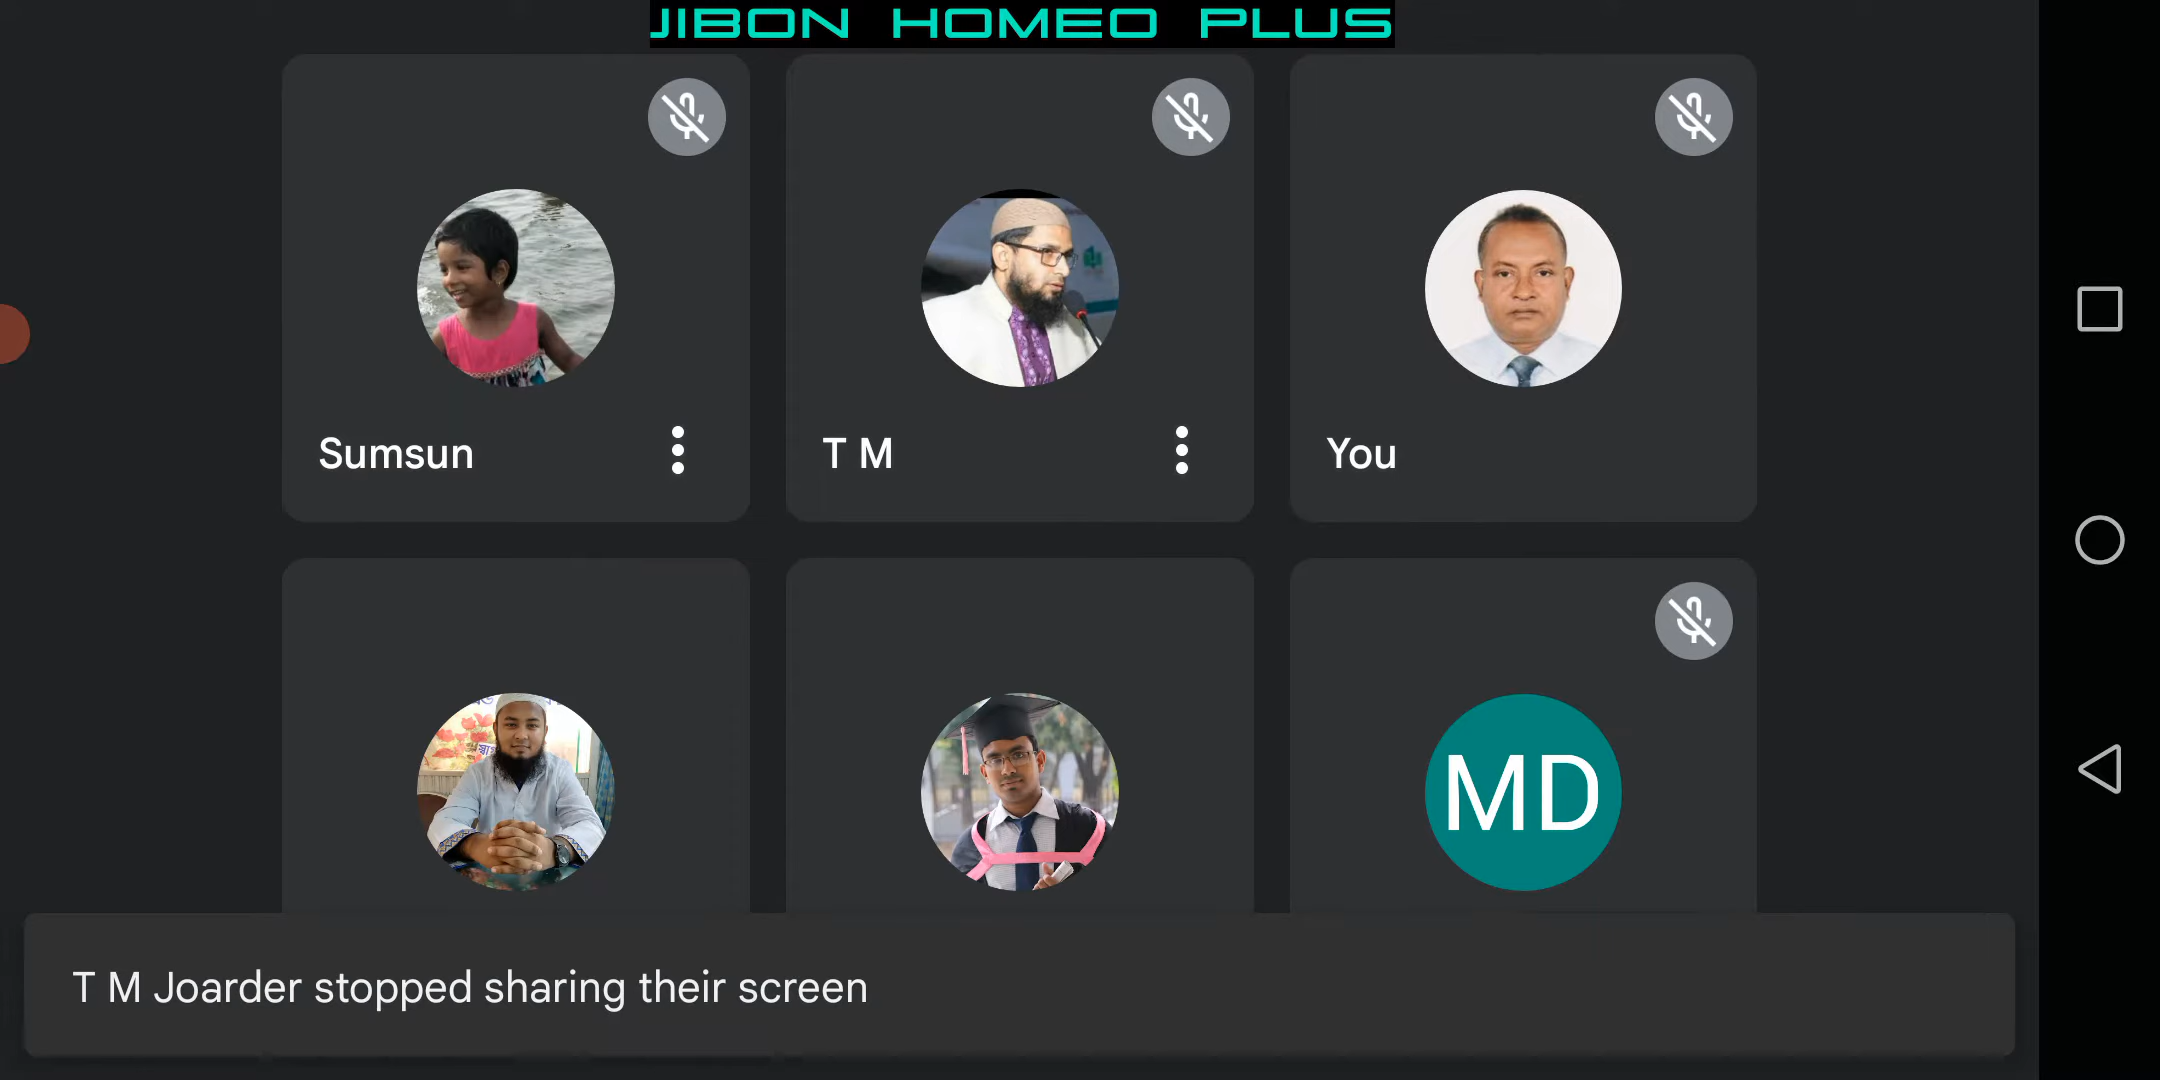 JIBON HOMEO PLUS
Sumsun
T M
You
MD
T M Joarder stopped sharing their screen